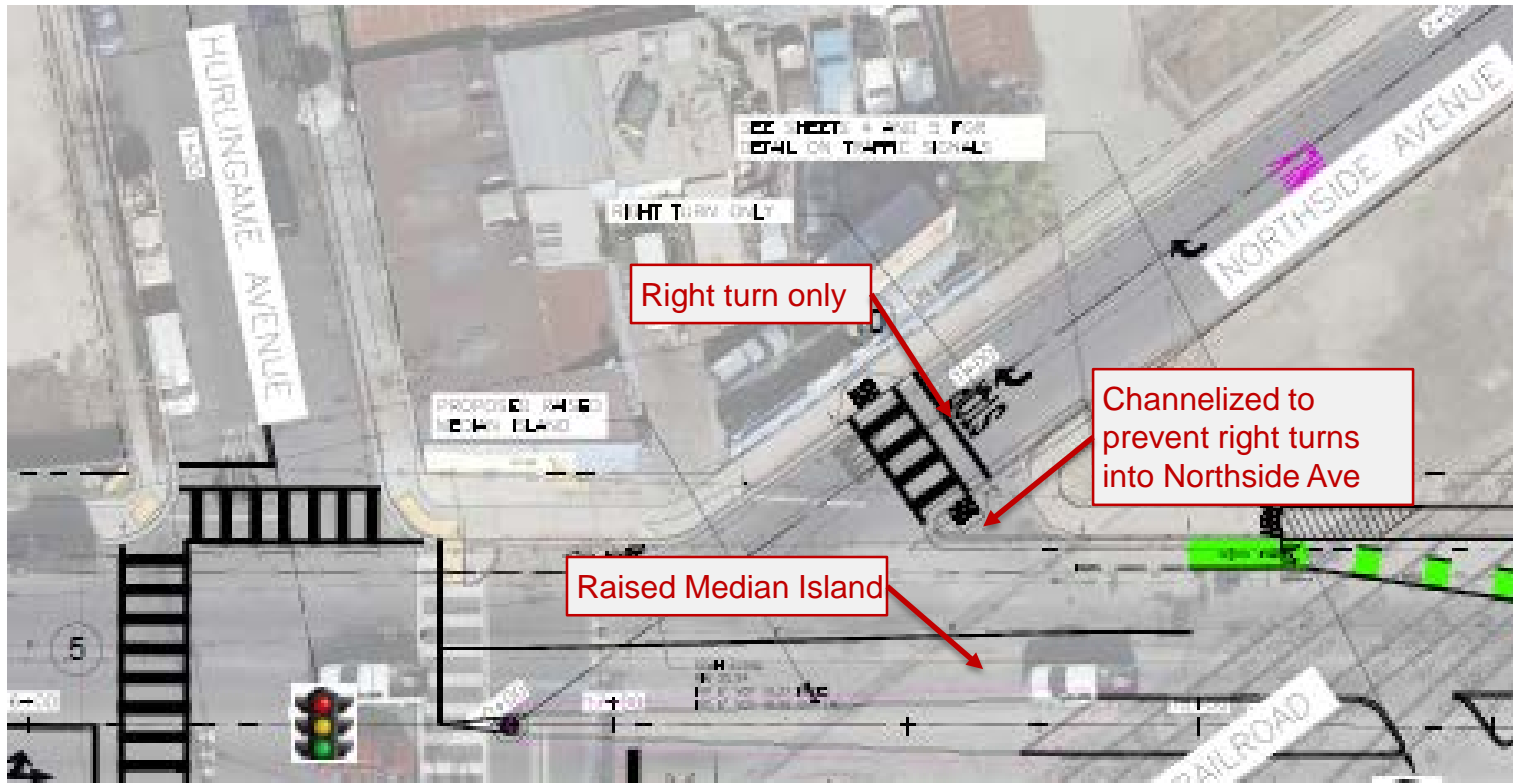 HURLINGAME AVENUE
SEE SHEETS 4 AND 5 FOR
DETAIL ON TRAFFIC SIGNALS
RIGHT TURN ONLY
NORTHSIDE AVENUE
Right turn only
PROPOSED RAISED
MEDIAN ISLAND
Channelized to
prevent right turns
into Northside Ave
Raised Median Island
5
RAILROAD